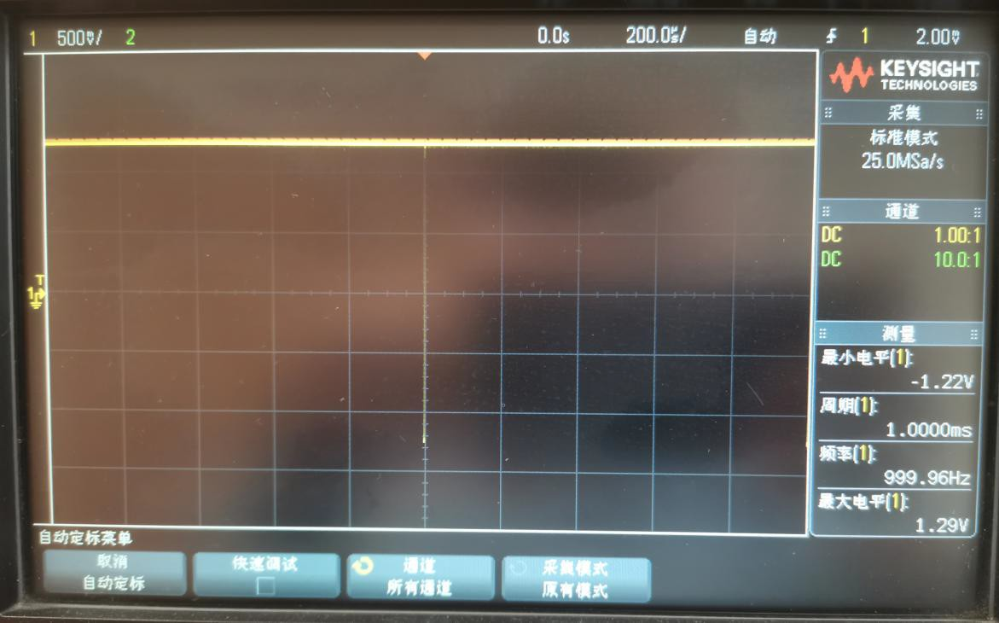 1 500mV/ 2 0.0s 200.0us/ 自动 1 2.00mV
KEYSIGHT
TECHNOLOGIES
采集
标准模式
25.0MSa/s
通道
DC 1.00:1
DC 10.0:1
T
1
测量
最小电平(1):
-1.22V
周期(1):
1.0000ms
频率(1):
999.96Hz
最大电平(1):
1.29V
自动定标菜单
取消
自动定标
快速调试
通道
所有通道
采集模式
原有模式